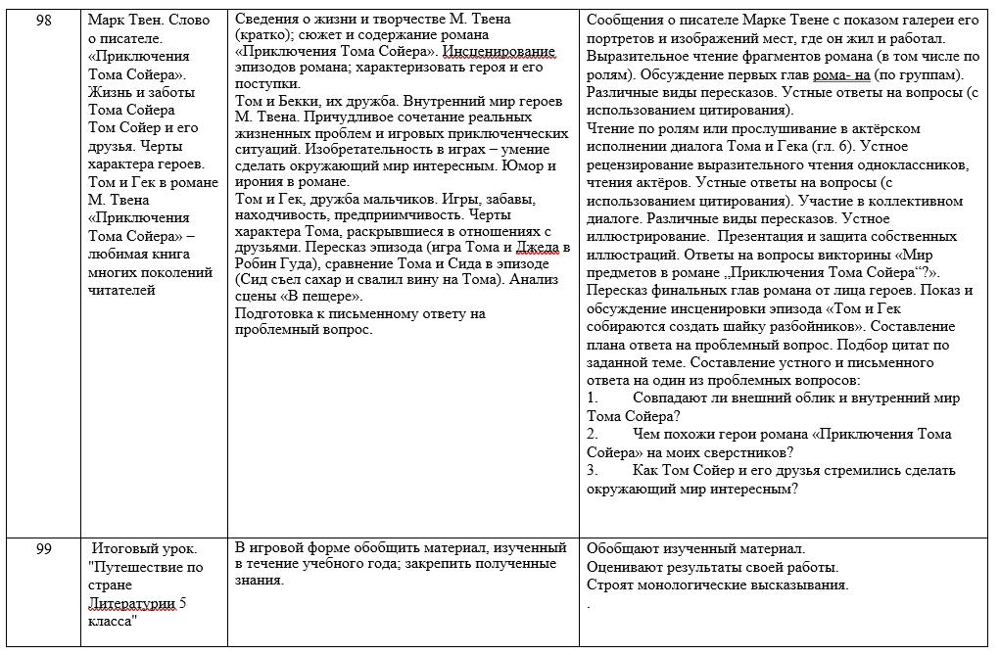 98
Марк Твен. Слово
о писателе.
«Приключения
Тома Сойера».
Жизнь и заботы
Тома Сойера
Том Сойер и его
друзья. Черты
характера героев.
Том и Гек в романе
М. Твена
«Приключения
Тома Сойера» –
любимая книга
многих поколений
читателей
Сведения о жизни и творчестве М. Твена
(кратко); сюжет и содержание романа
«Приключения Тома Сойера». Инсценирование
эпизодов романа; характеризовать героя и его
поступки.
Том и Бекки, их дружба. Внутренний мир героев
М. Твена. Причудливое сочетание реальных
жизненных проблем и игровых приключенческих
ситуаций. Изобретательность в играх – умение
сделать окружающий мир интересным. Юмор и
ирония в романе.
Том и Гек, дружба мальчиков. Игры, забавы,
находчивость, предприимчивость. Черты
характера Тома, раскрывшиеся в отношениях с
друзьями. Пересказ эпизода (игра Тома и Джеда в
Робин Гуда), сравнение Тома и Сида в эпизоде
(Сид съел сахар и свалил вину на Тома). Анализ
сцены «В пещере».
Подготовка к письменному ответу на
проблемный вопрос.
Сообщения о писателе Марке Твене с показом галереи его
портретов и изображений мест, где он жил и работал.
Выразительное чтение фрагментов романа (в том числе по
ролям). Обсуждение первых глав рома- на (по группам).
Различные виды пересказов. Устные ответы на вопросы (с
использованием цитирования).
Чтение по ролям или прослушивание в актёрском
исполнении диалога Тома и Гека (гл. 6). Устное
рецензирование выразительного чтения одноклассников,
чтения актёров. Устные ответы на вопросы (с
использованием цитирования). Участие в коллективном
диалоге. Различные виды пересказов. Устное
иллюстрирование.  Презентация и защита собственных
иллюстраций. Ответы на вопросы викторины «Мир
предметов в романе „Приключения Тома Сойера“?».
Пересказ финальных глав романа от лица героев. Показ и
обсуждение инсценировки эпизода «Том и Гек
собираются создать шайку разбойников». Составление
плана ответа на проблемный вопрос. Подбор цитат по
заданной теме. Составление устного и письменного
ответа на один из проблемных вопросов:
1. Совпадают ли внешний облик и внутренний мир
Тома Сойера?
2. Чем похожи герои романа «Приключения Тома
Сойера» на моих сверстников?
3. Как Том Сойер и его друзья стремились сделать
окружающий мир интересным?
99
Итоговый урок.
"Путешествие по
стране
Литературии 5
класса"
В игровой форме обобщить материал, изученный
в течение учебного года; закрепить полученные
знания.
Обобщают изученный материал.
Оценивают результаты своей работы.
Строят монологические высказывания.
.